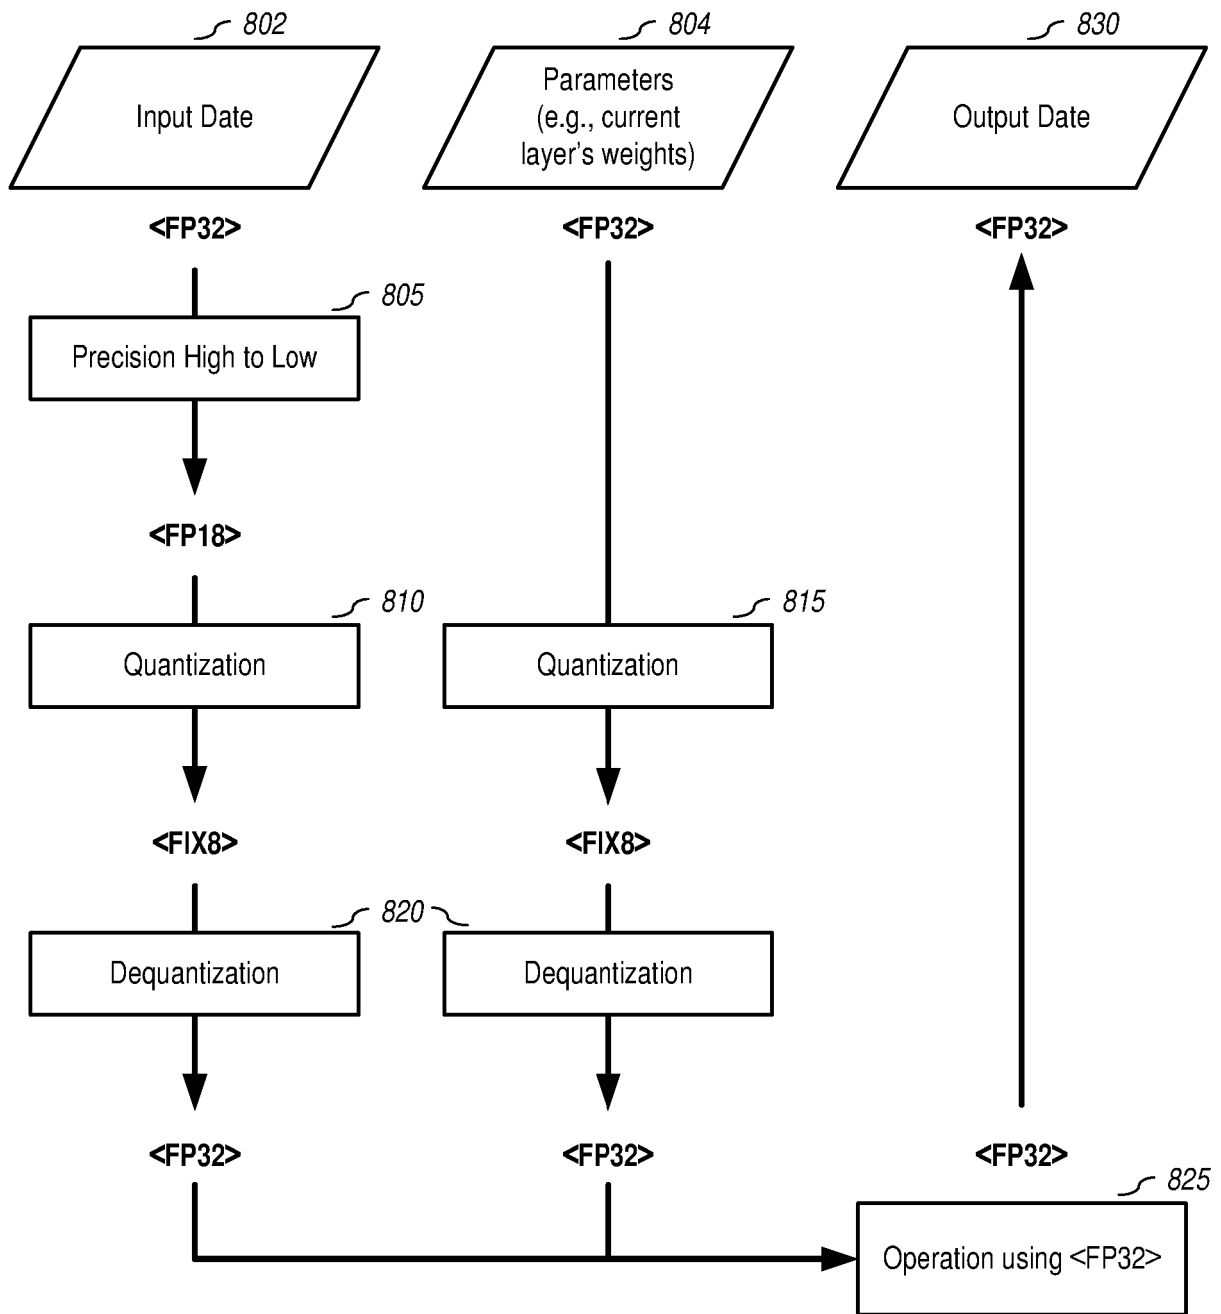 802
804
830
Input Date
Parameters
(e.g., current
layer's weights)
Output Date
<FP32>
<FP32>
<FP32>
805
Precision High to Low
<FP18>
810
815
Quantization
Quantization
<FIX8>
<FIX8>
820
Dequantization
Dequantization
<FP32>
<FP32>
<FP32>
825
Operation using <FP32>